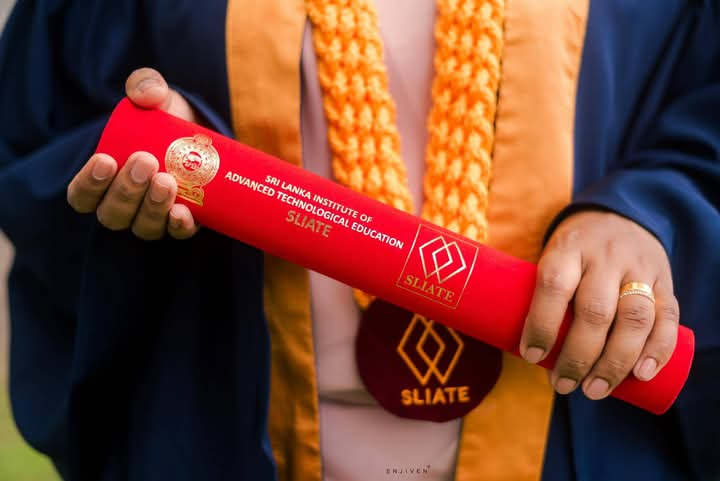 SRI LANKA INSTITUTE OF
ADVANCED TECHNOLOGICAL EDUCATION
SLIATE
SLIATE
SLIATE
ENJIVEN